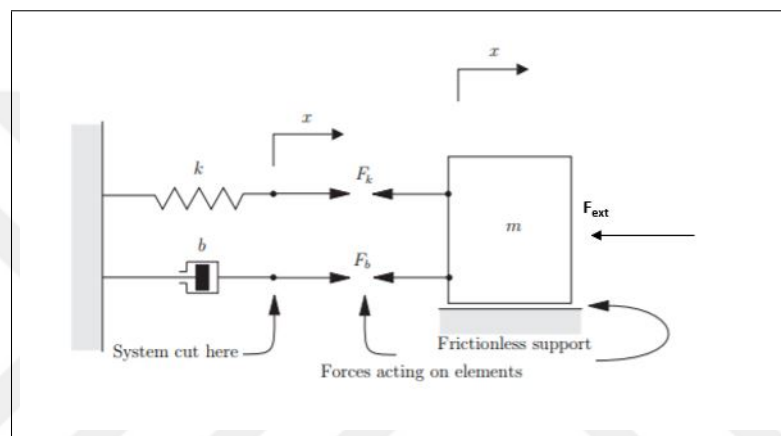 x
x
k
F_k
m
F_ext
b
F_b
System cut here
Frictionless support
Forces acting on elements